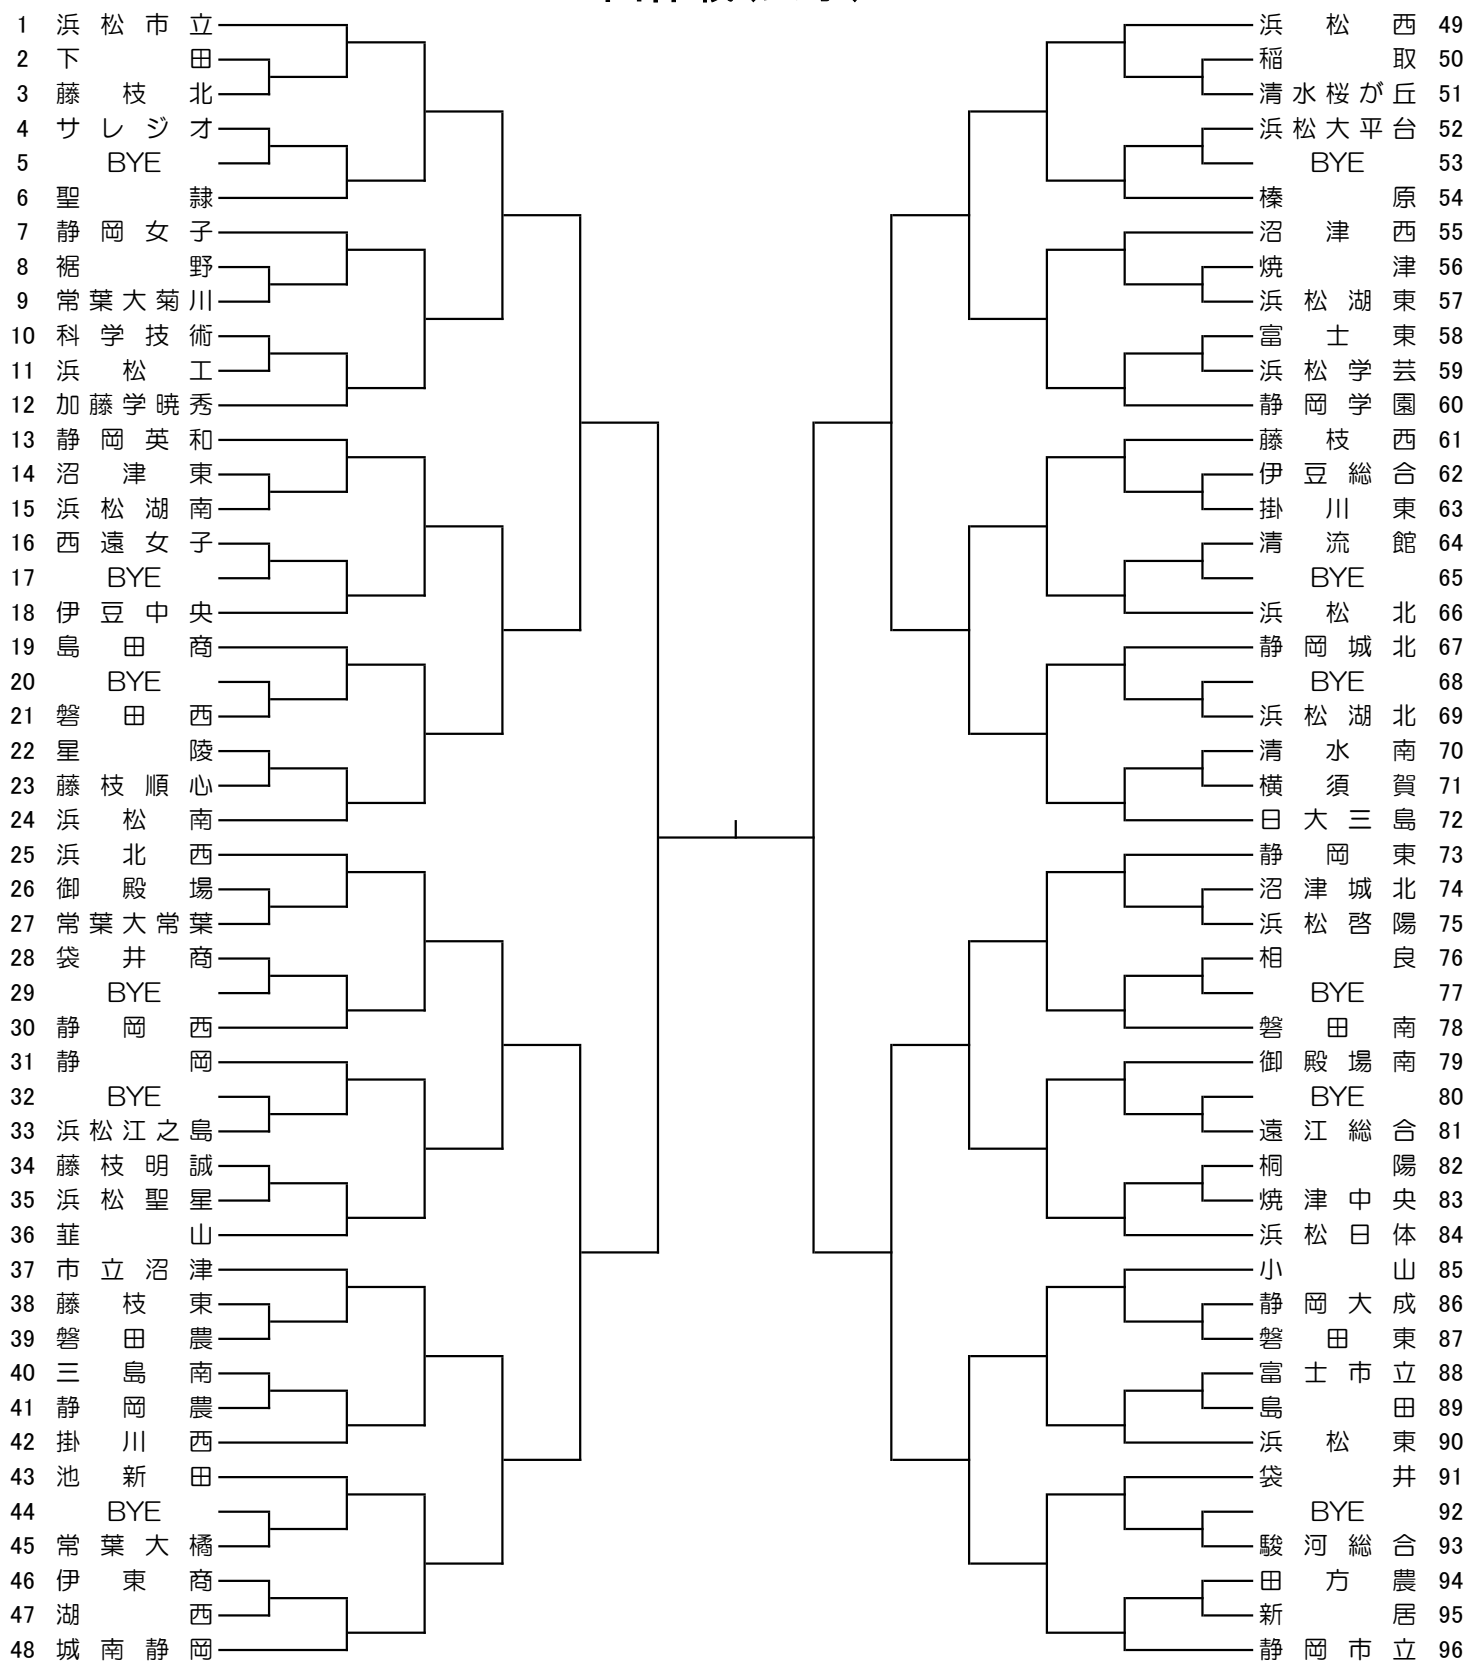 1 浜松市立
2 下田
3 藤枝北
4 サレジオ
5 BYE
6 聖隷
7 静岡女子
8 裾野
9 常葉大菊川
10 科学技術
11 浜松工
12 加藤学暁秀
13 静岡英和
14 沼津東
15 浜松湖南
16 西遠女子
17 BYE
18 伊豆中央
19 島田商
20 BYE
21 磐田西
22 星陵
23 藤枝順心
24 浜松南
25 浜北西
26 御殿場
27 常葉大常葉
28 袋井商
29 BYE
30 静岡西
31 静岡
32 BYE
33 浜松江之島
34 藤枝明誠
35 浜松聖星
36 韮山
37 市立沼津
38 藤枝東
39 磐田農
40 三島南
41 静岡農
42 掛川西
43 池新田
44 BYE
45 常葉大橘
46 伊東商
47 湖西
48 城南静岡
浜松西 49
稲取 50
清水桜が丘 51
浜松大平台 52
BYE 53
榛原 54
沼津西 55
焼津 56
浜松湖東 57
富士東 58
浜松学芸 59
静岡学園 60
藤枝西 61
伊豆総合 62
掛川東 63
清流館 64
BYE 65
浜松北 66
静岡城北 67
BYE 68
浜松湖北 69
清水南 70
横須賀 71
日大三島 72
静岡東 73
沼津城北 74
浜松啓陽 75
相良 76
BYE 77
磐田南 78
御殿場南 79
BYE 80
遠江総合 81
桐陽 82
焼津中央 83
浜松日体 84
小山 85
静岡大成 86
磐田東 87
富士市立 88
島田 89
浜松東 90
袋井 91
BYE 92
駿河総合 93
田方農 94
新居 95
静岡市立 96